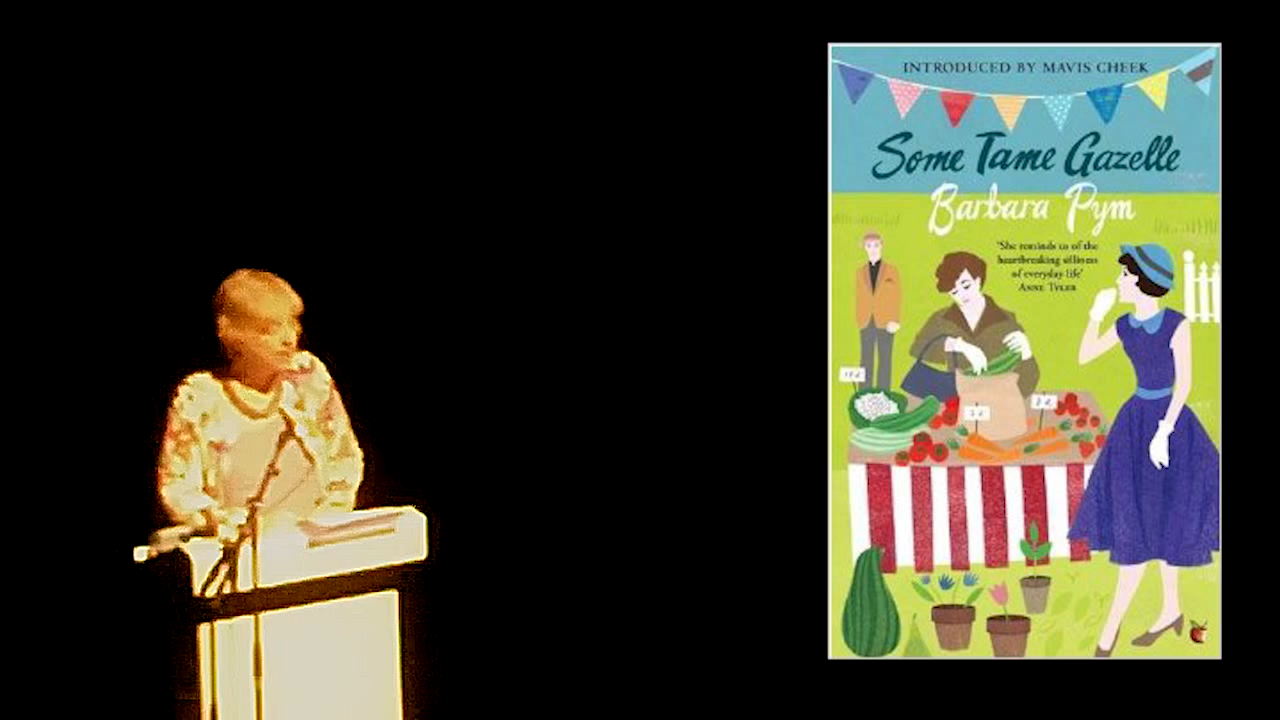 INTRODUCED BY MAVIS CHEEK
Some Tame Gazelle
Barbara Pym
'She reminds us of the
heartbreaking silliness
of everyday life'
ANNE TYLER